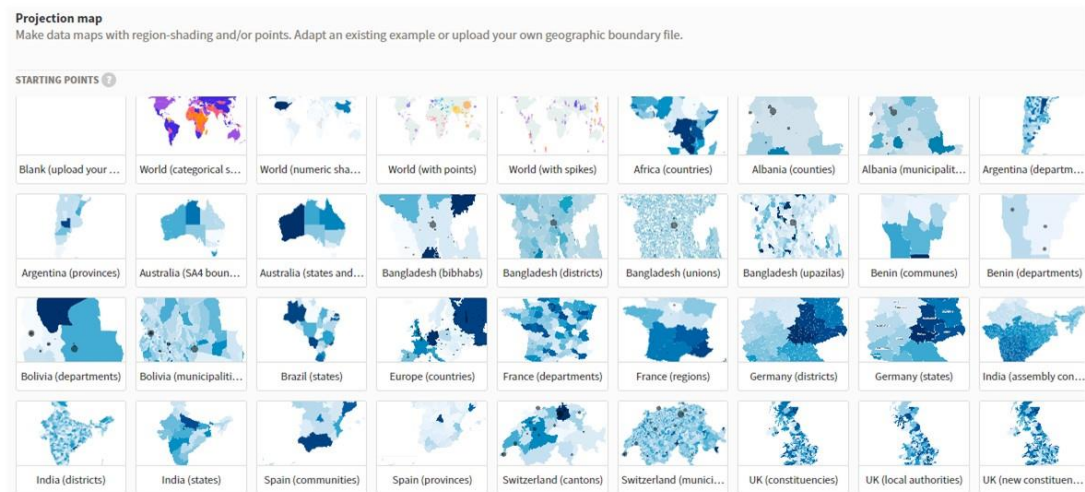 Projection map
Make data maps with region-shading and/or points. Adapt an existing example or upload your own geographic boundary file.
STARTING POINTS ?
Blank (upload your ...
World (categorical s...
World (numeric sha...
World (with points)
World (with spikes)
Africa (countries)
Albania (counties)
Albania (municipalit...
Argentina (departm...
Argentina (provinces)
Australia (SA4 boun...
Australia (states and...
Bangladesh (bibhabs)
Bangladesh (districts)
Bangladesh (unions)
Bangladesh (upazilas)
Benin (communes)
Benin (departments)
Bolivia (departments)
Bolivia (municipaliti...
Brazil (states)
Europe (countries)
France (departments)
France (regions)
Germany (districts)
Germany (states)
India (assembly con...
India (districts)
India (states)
Spain (communities)
Spain (provinces)
Switzerland (cantons)
Switzerland (munici...
UK (constituencies)
UK (local authorities)
UK (new constituen...